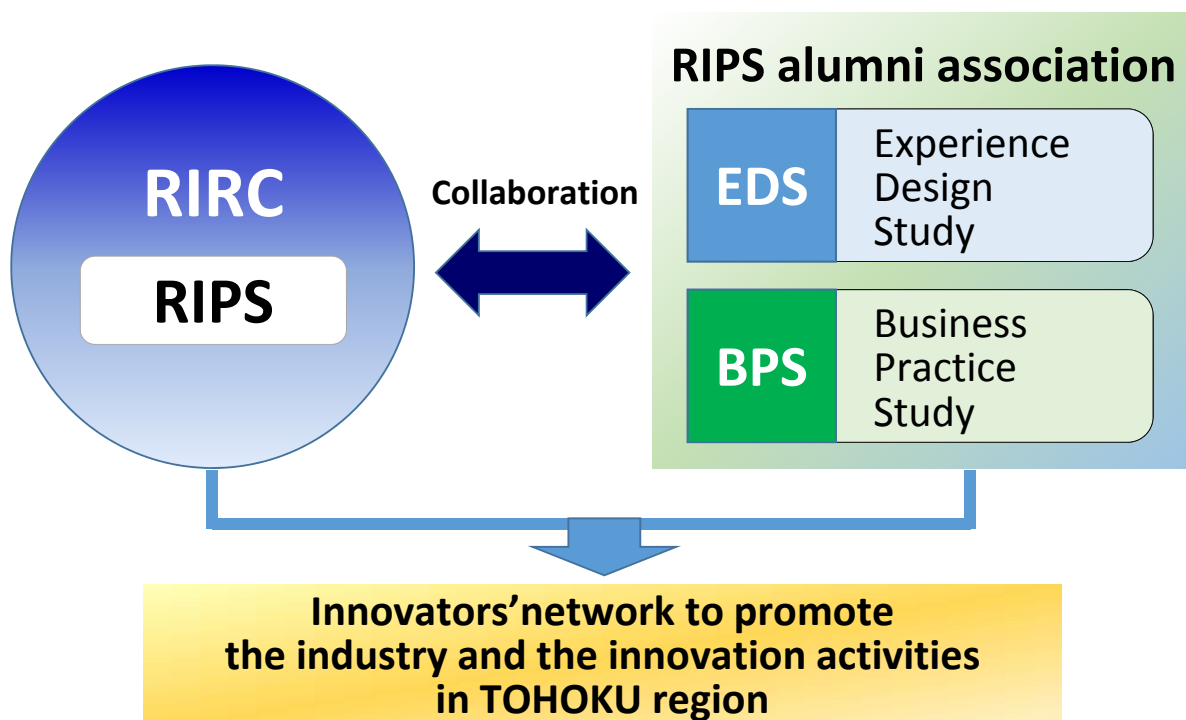 RIRC
RIPS
Collaboration
RIPS alumni association
EDS
Experience
Design
Study
BPS
Business
Practice
Study
Innovators’network to promote
the industry and the innovation activities
in TOHOKU region